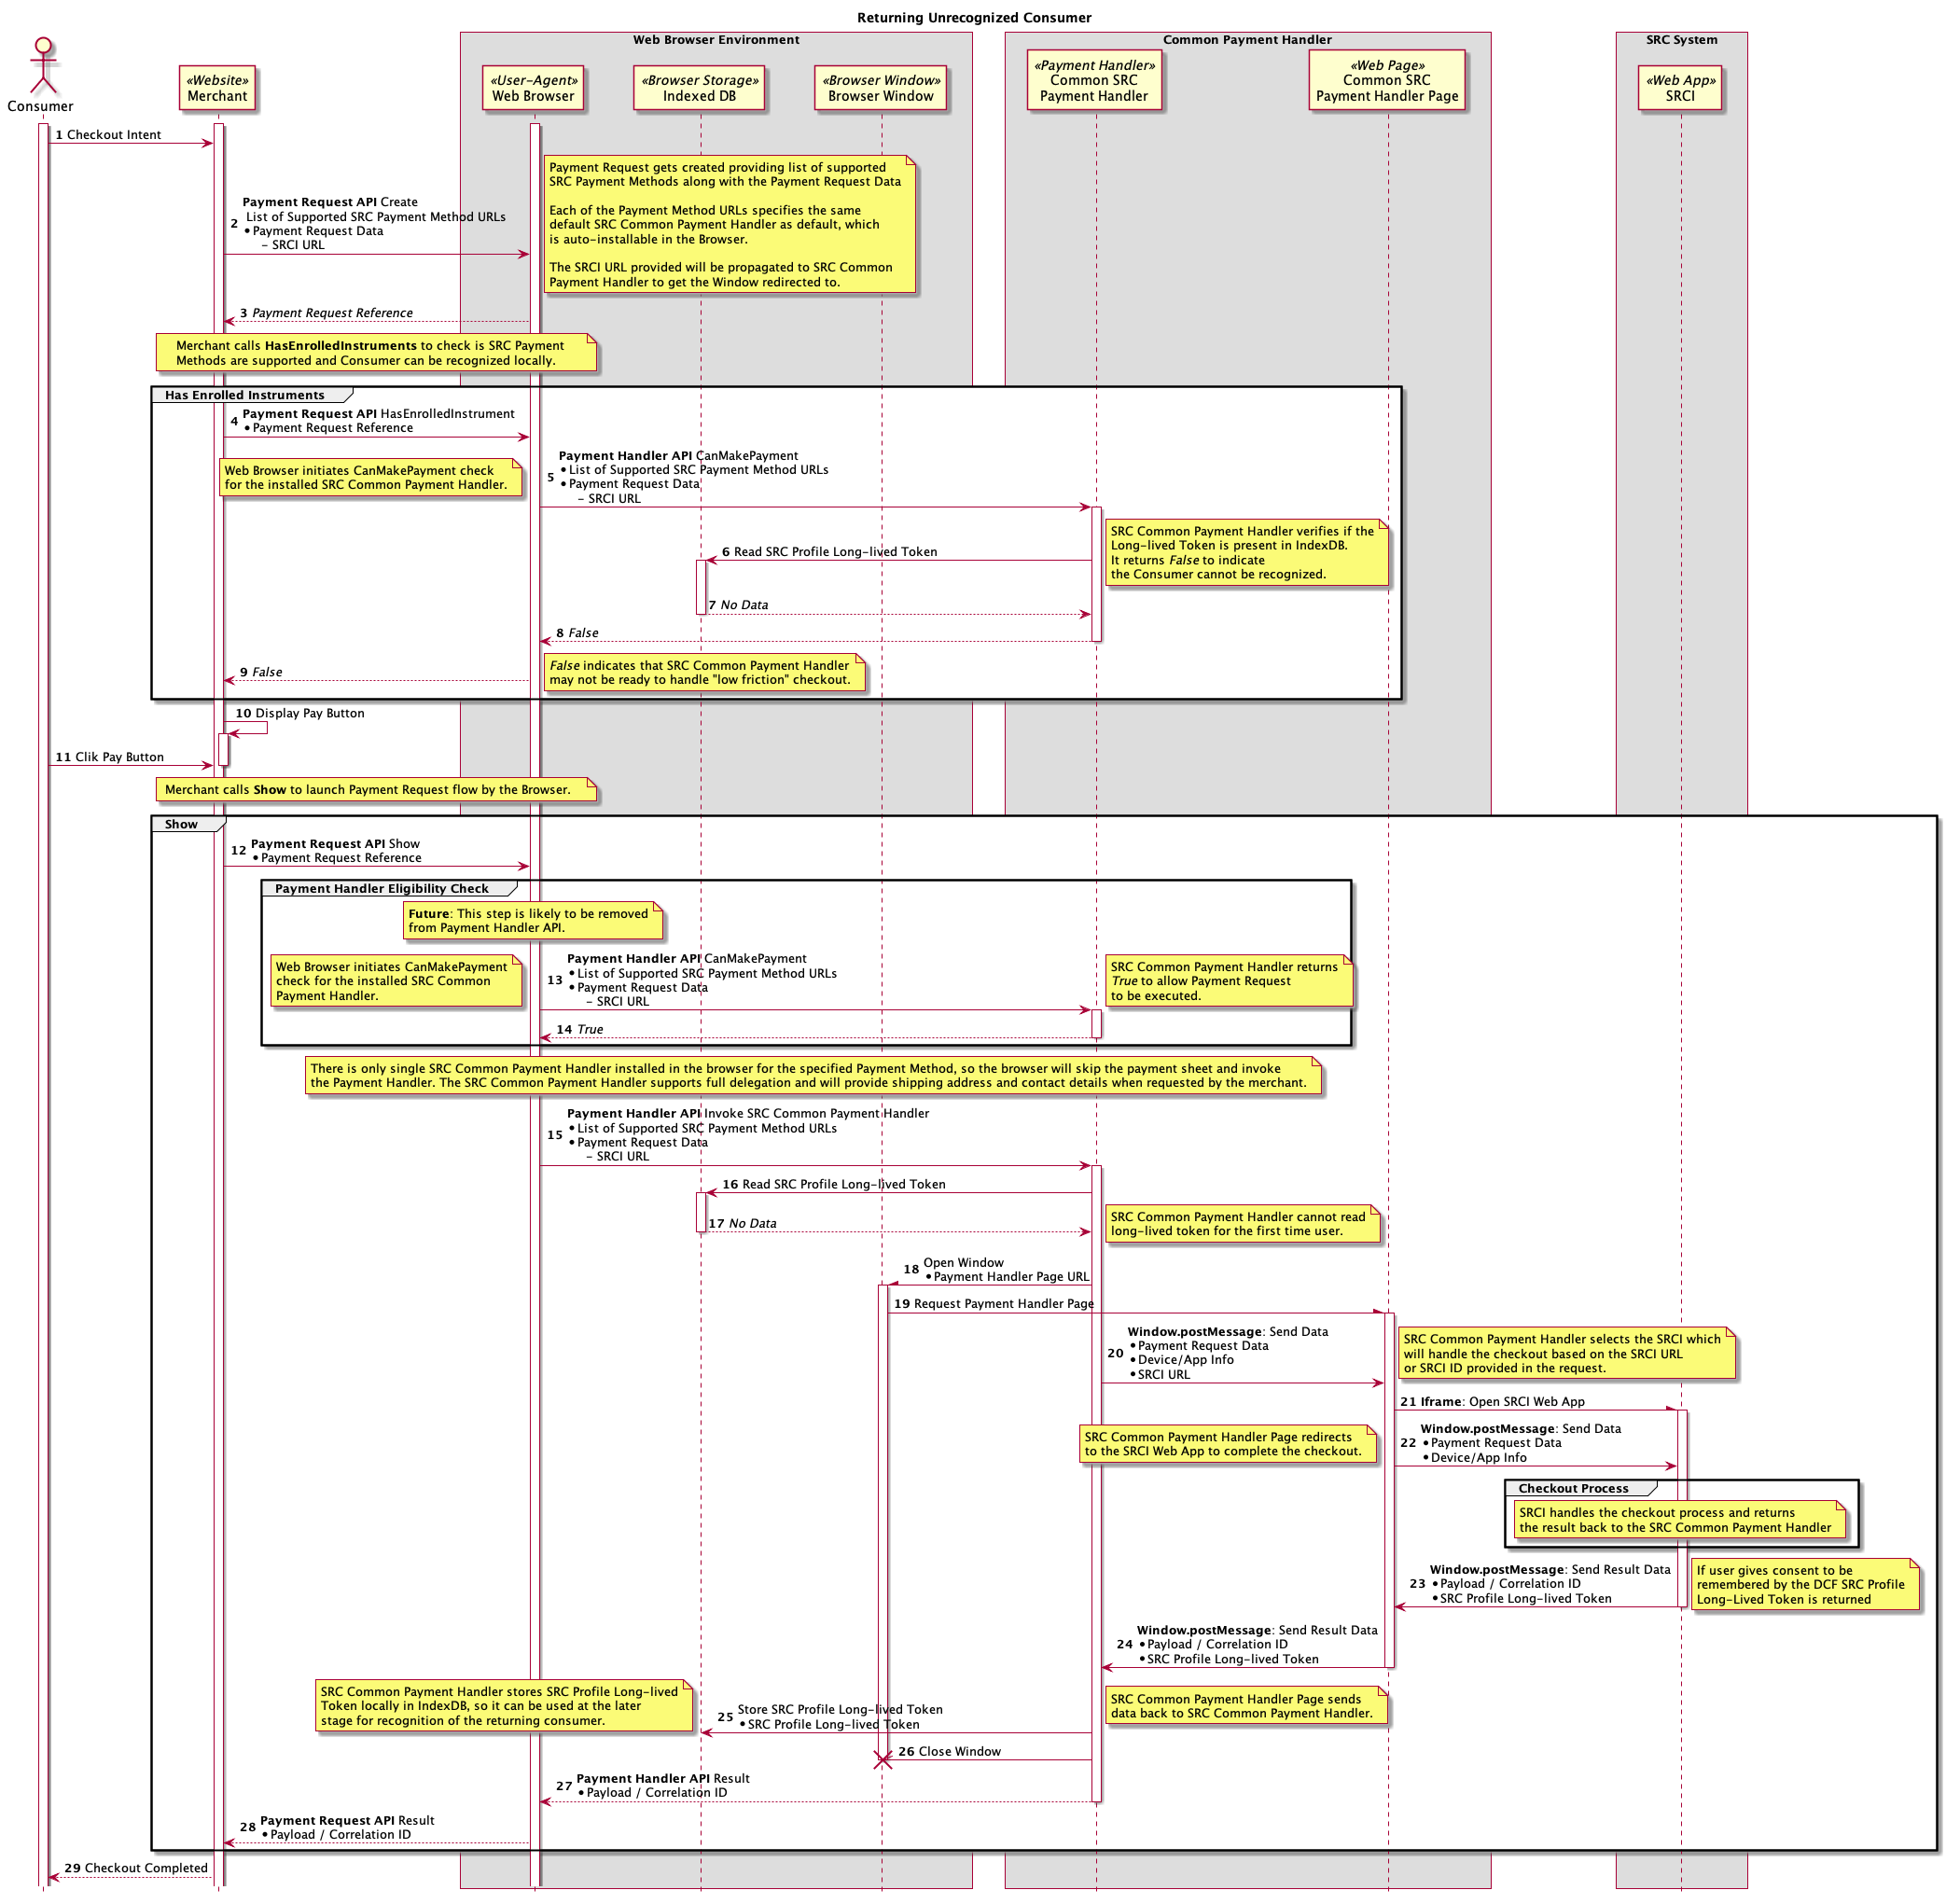 Returning Unrecognized Consumer
Web Browser Environment
Common Payment Handler
SRC System
Consumer
«Website»
Merchant
«User-Agent»
Web Browser
«Browser Storage»
Indexed DB
«Browser Window»
Browser Window
«Payment Handler»
Common SRC
Payment Handler
«Web Page»
Common SRC
Payment Handler Page
«Web App»
SRCI
1 Checkout Intent
Payment Request gets created providing list of supported
SRC Payment Methods along with the Payment Request Data
Each of the Payment Method URLs specifies the same
default SRC Common Payment Handler as default, which
is auto-installable in the Browser.
The SRCI URL provided will be propagated to SRC Common
Payment Handler to get the Window redirected to.
2 Payment Request API Create
List of Supported SRC Payment Method URLs
•Payment Request Data
- SRCI URL
3 Payment Request Reference
Merchant calls HasEnrolledInstruments to check is SRC Payment
Methods are supported and Consumer can be recognized locally.
Has Enrolled Instruments
4 Payment Request API HasEnrolledInstrument
•Payment Request Reference
Web Browser initiates CanMakePayment check
for the installed SRC Common Payment Handler.
5 Payment Handler API CanMakePayment
•List of Supported SRC Payment Method URLs
•Payment Request Data
- SRCI URL
SRC Common Payment Handler verifies if the
Long-lived Token is present in IndexDB.
It returns False to indicate
the Consumer cannot be recognized.
6 Read SRC Profile Long-lived Token
7 No Data
8 False
False indicates that SRC Common Payment Handler
may not be ready to handle "low friction" checkout.
9 False
10 Display Pay Button
11 Clik Pay Button
Merchant calls Show to launch Payment Request flow by the Browser.
Show
12 Payment Request API Show
•Payment Request Reference
Payment Handler Eligibility Check
Future: This step is likely to be removed
from Payment Handler API.
Web Browser initiates CanMakePayment
check for the installed SRC Common
Payment Handler.
13 Payment Handler API CanMakePayment
•List of Supported SRC Payment Method URLs
•Payment Request Data
- SRCI URL
SRC Common Payment Handler returns
True to allow Payment Request
to be executed.
14 True
There is only single SRC Common Payment Handler installed in the browser for the specified Payment Method, so the browser will skip the payment sheet and invoke
the Payment Handler. The SRC Common Payment Handler supports full delegation and will provide shipping address and contact details when requested by the merchant.
15 Payment Handler API Invoke SRC Common Payment Handler
•List of Supported SRC Payment Method URLs
•Payment Request Data
- SRCI URL
16 Read SRC Profile Long-lived Token
17 No Data
SRC Common Payment Handler cannot read
long-lived token for the first time user.
18 Open Window
•Payment Handler Page URL
19 Request Payment Handler Page
20 Window.postMessage: Send Data
•Payment Request Data
•Device/App Info
•SRCI URL
SRC Common Payment Handler selects the SRCI which
will handle the checkout based on the SRCI URL
or SRCI ID provided in the request.
21 Iframe: Open SRCI Web App
SRC Common Payment Handler Page redirects
to the SRCI Web App to complete the checkout.
22 Window.postMessage: Send Data
•Payment Request Data
•Device/App Info
Checkout Process
SRCI handles the checkout process and returns
the result back to the SRC Common Payment Handler
23 Window.postMessage: Send Result Data
•Payload / Correlation ID
•SRC Profile Long-lived Token
If user gives consent to be
remembered by the DCF SRC Profile
Long-Lived Token is returned
24 Window.postMessage: Send Result Data
•Payload / Correlation ID
•SRC Profile Long-lived Token
SRC Common Payment Handler stores SRC Profile Long-lived
Token locally in IndexDB, so it can be used at the later
stage for recognition of the returning consumer.
25 Store SRC Profile Long-lived Token
•SRC Profile Long-lived Token
SRC Common Payment Handler Page sends
data back to SRC Common Payment Handler.
26 Close Window
27 Payment Handler API Result
•Payload / Correlation ID
28 Payment Request API Result
•Payload / Correlation ID
29 Checkout Completed